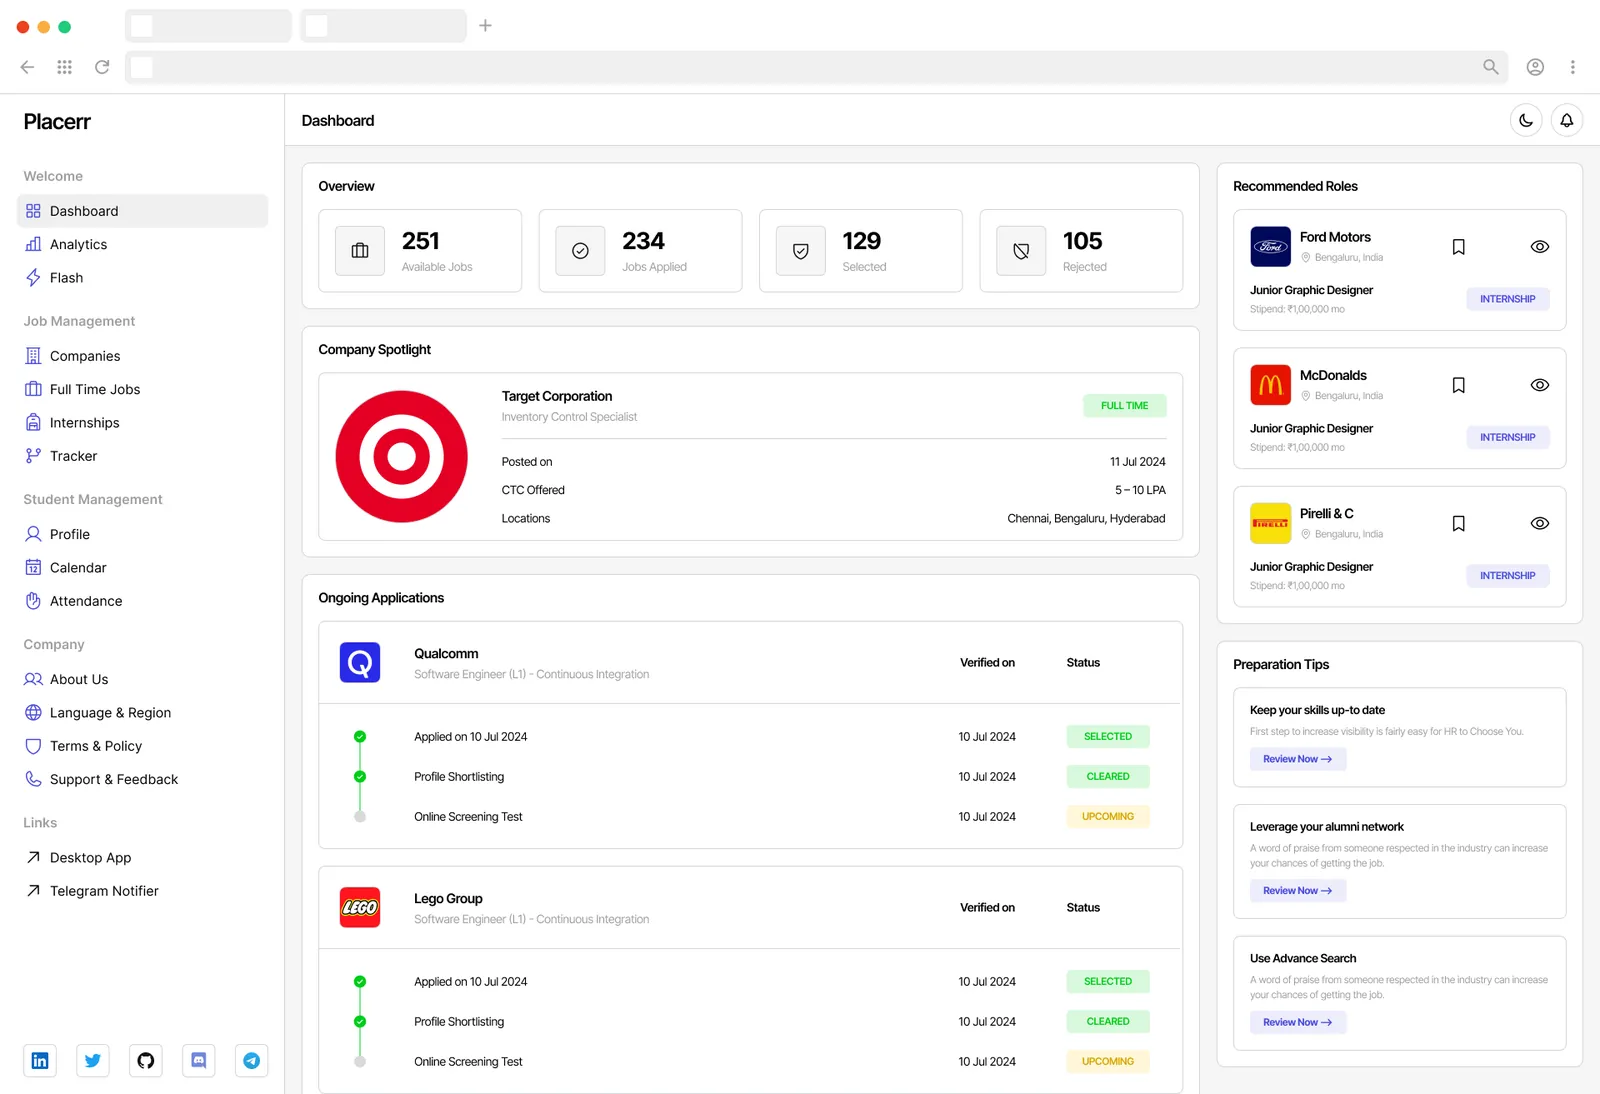 Placerr
Welcome
Dashboard
Analytics
Flash
Job Management
Companies
Full Time Jobs
Internships
Tracker
Student Management
Profile
12
Calendar
Attendance
Company
About Us
Language & Region
Terms & Policy
Support & Feedback
Links
Desktop App
Telegram Notifier
in
Dashboard
Overview
251
Available Jobs
234
Jobs Applied
129
Selected
105
Rejected
Company Spotlight
Target Corporation
Inventory Control Specialist
FULL TIME
Posted on 11 Jul 2024
CTC Offered 5 – 10 LPA
Locations Chennai, Bengaluru, Hyderabad
Ongoing Applications
Qualcomm
Software Engineer (L1) - Continuous Integration
Verified on Status
Applied on 10 Jul 2024 10 Jul 2024 SELECTED
Profile Shortlisting 10 Jul 2024 CLEARED
Online Screening Test 10 Jul 2024 UPCOMING
LEGO
Lego Group
Software Engineer (L1) - Continuous Integration
Verified on Status
Applied on 10 Jul 2024 10 Jul 2024 SELECTED
Profile Shortlisting 10 Jul 2024 CLEARED
Online Screening Test 10 Jul 2024 UPCOMING
Recommended Roles
Ford
Ford Motors
Bengaluru, India
Junior Graphic Designer
Stipend: ₹1,00,000 mo
INTERNSHIP
McDonalds
Bengaluru, India
Junior Graphic Designer
Stipend: ₹1,00,000 mo
INTERNSHIP
PIRELLI
Pirelli & C
Bengaluru, India
Junior Graphic Designer
Stipend: ₹1,00,000 mo
INTERNSHIP
Preparation Tips
Keep your skills up-to date
First step to increase visibility is fairly easy for HR to Choose You.
Review Now →
Leverage your alumni network
A word of praise from someone respected in the industry can increase
your chances of getting the job.
Review Now →
Use Advance Search
A word of praise from someone respected in the industry can increase
your chances of getting the job.
Review Now →